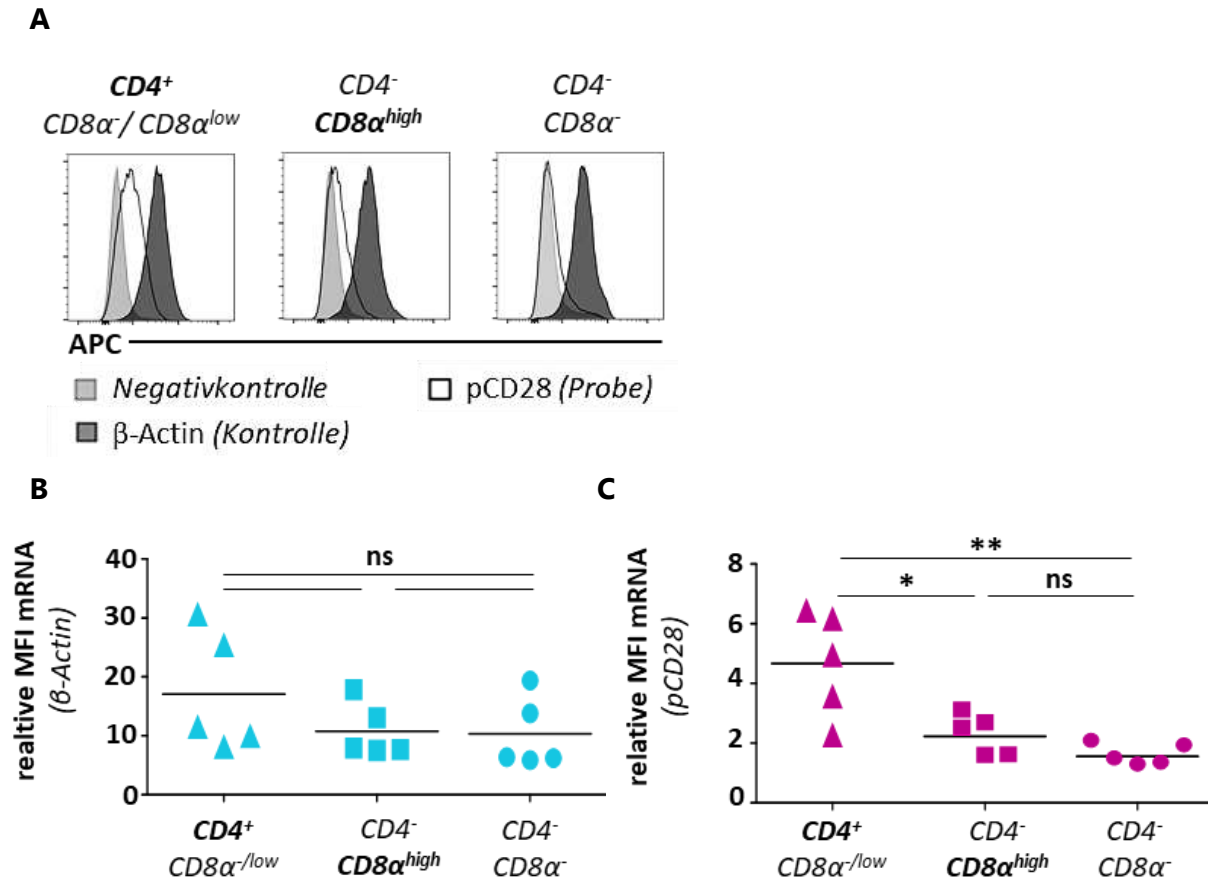 A
CD4⁺ CD4⁻ CD4⁻
CD8α⁻/ CD8αˡᵒʷ CD8αʰⁱᵍʰ CD8α⁻
APC
Negativkontrolle pCD28 (Probe)
β-Actin (Kontrolle)
B
realtive MFI mRNA
(β-Actin)
40
30
20
10
0
ns
CD4⁺ CD4⁻ CD4⁻
CD8α⁻/ˡᵒʷ CD8αʰⁱᵍʰ CD8α⁻
C
relative MFI mRNA
(pCD28)
8
6
4
2
0
**
* ns
CD4⁺ CD4⁻ CD4⁻
CD8α⁻/ˡᵒʷ CD8αʰⁱᵍʰ CD8α⁻